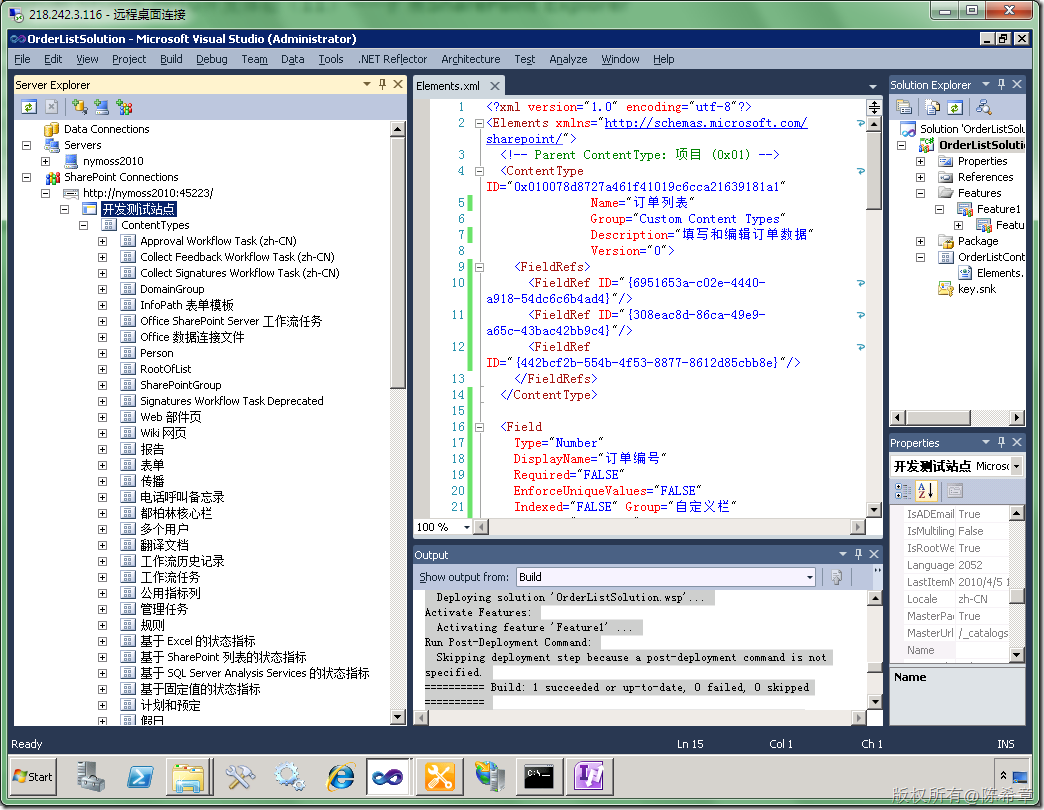 218.242.3.116 - 远程桌面连接
OrderListSolution - Microsoft Visual Studio (Administrator)
File Edit View Project Build Debug Team Data Tools .NET Reflector Architecture Test Analyze Window Help
Server Explorer
Data Connections
Servers
nymoss2010
SharePoint Connections
http://nymoss2010:45223/
开发测试站点
ContentTypes
Approval Workflow Task (zh-CN)
Collect Feedback Workflow Task (zh-CN)
Collect Signatures Workflow Task (zh-CN)
DomainGroup
InfoPath 表单模板
Office SharePoint Server 工作流任务
Office 数据连接文件
Person
RootOfList
SharePointGroup
Signatures Workflow Task Deprecated
Web 部件页
Wiki 网页
报告
表单
传播
电话呼叫备忘录
都柏林核心栏
多个用户
翻译文档
工作流历史记录
工作流任务
公用指标列
管理任务
规则
基于 Excel 的状态指标
基于 SharePoint 列表的状态指标
基于 SQL Server Analysis Services 的状态指标
基于固定值的状态指标
计划和预定
假日
Elements.xml
1 <?xml version="1.0" encoding="utf-8"?>
2 <Elements xmlns="http://schemas.microsoft.com/
sharepoint/">
3 <!-- Parent ContentType: 项目 (0x01) -->
4 <ContentType
ID="0x010078d8727a461f41019c6cca21639181a1"
5 Name="订单列表"
6 Group="Custom Content Types"
7 Description="填写和编辑订单数据"
8 Version="0">
9 <FieldRefs>
10 <FieldRef ID="{6951653a-c02e-4440-
a918-54dc6c6b4ad4}"/>
11 <FieldRef ID="{308eac8d-86ca-49e9-
a65c-43bac42bb9c4}"/>
12 <FieldRef
ID="{442bcf2b-554b-4f53-8877-8612d85cbb8e}"/>
13 </FieldRefs>
14 </ContentType>
15
16 <Field
17 Type="Number"
18 DisplayName="订单编号"
19 Required="FALSE"
20 EnforceUniqueValues="FALSE"
21 Indexed="FALSE" Group="自定义栏"
100 %
Output
Show output from: Build
Deploying solution 'OrderListSolution.wsp'...
Activate Features:
Activating feature 'Feature1' ...
Run Post-Deployment Command:
Skipping deployment step because a post-deployment command is not
specified.
========== Build: 1 succeeded or up-to-date, 0 failed, 0 skipped
==========
Solution Explorer
Solution 'OrderListSolu
OrderListSoluti
Properties
References
Features
Feature1
Featu
Package
OrderListCont
Elements.
key.snk
Properties
开发测试站点 Microsc
IsADEmail True
IsMultiling False
IsRootWe True
Language 2052
LastItemM 2010/4/5 1
Locale zh-CN
MasterPac True
MasterUrl /_catalogs
Name
Name
Ready Ln 15 Col 1 Ch 1 INS
Start
版权所有@陈希章